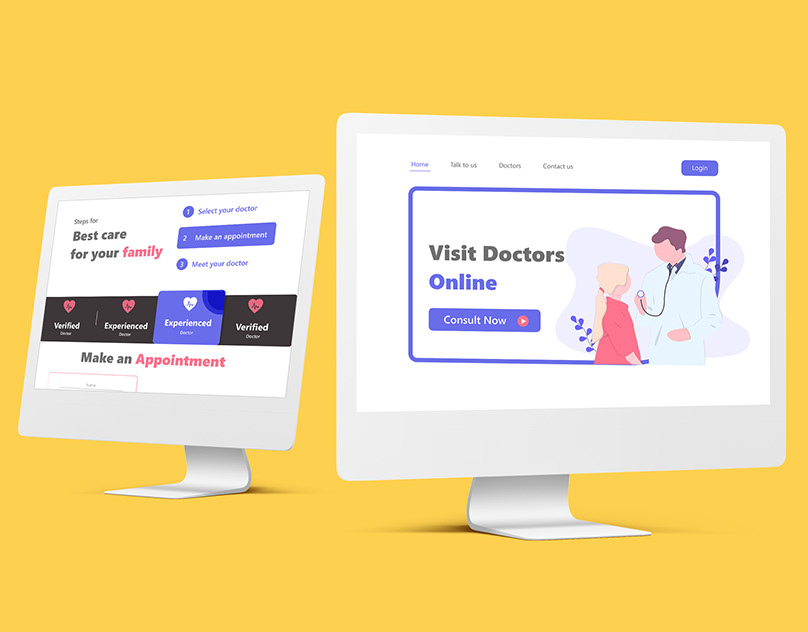 Steps for
Best care
for your family
1 Select your doctor
2 Make an appointment
3 Meet your doctor
Verified
Doctor
Experienced
Doctor
Experienced
Doctor
Verified
Doctor
Make an Appointment
Name
Home Talk to us Doctors Contact us Login
Visit Doctors
Online
Consult Now